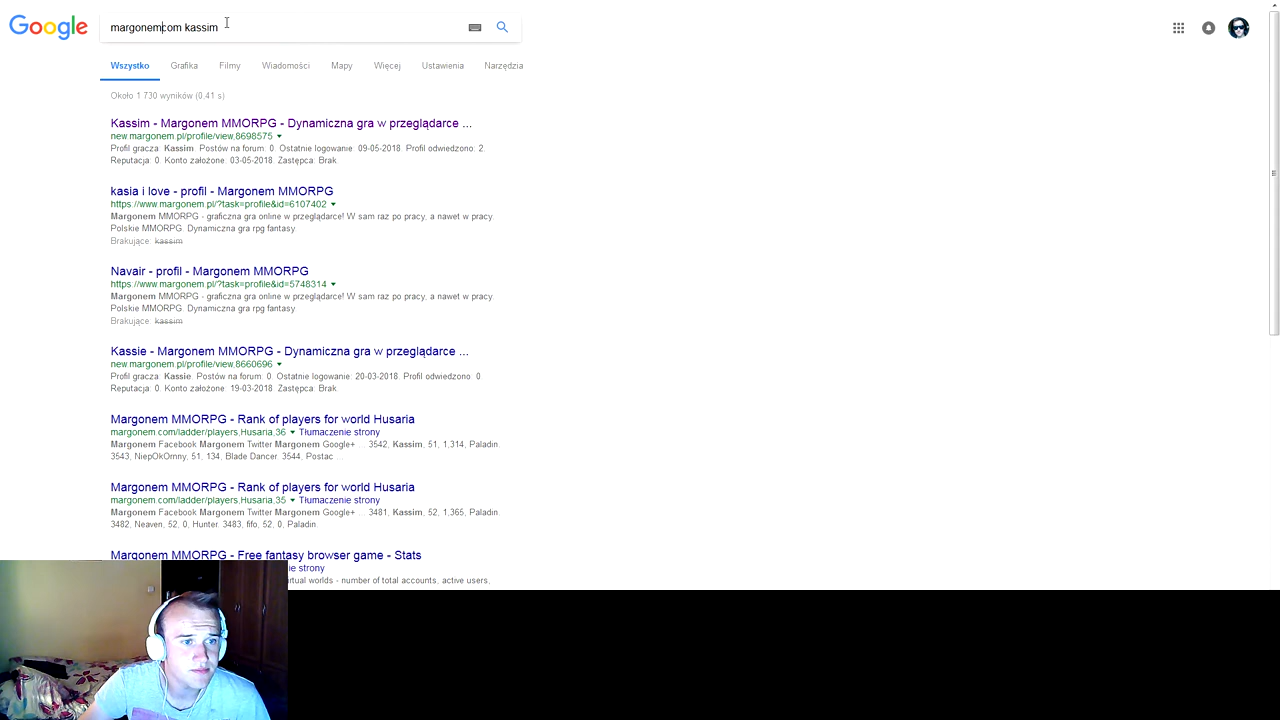 Google
margonemcom kassim
Wszystko Grafika Filmy Wiadomości Mapy Więcej Ustawienia Narzędzia
Około 1 730 wyników (0,41 s)
Kassim - Margonem MMORPG - Dynamiczna gra w przeglądarce ...
new.margonem.pl/profile/view,8698575
Profil gracza: Kassim. Postów na forum: 0. Ostatnie logowanie: 09-05-2018. Profil odwiedzono: 2.
Reputacja: 0. Konto założone: 03-05-2018. Zastępca: Brak.
kasia i love - profil - Margonem MMORPG
https://www.margonem.pl/?task=profile&id=6107402
Margonem MMORPG - graficzna gra online w przeglądarce! W sam raz po pracy, a nawet w pracy.
Polskie MMORPG. Dynamiczna gra rpg fantasy.
Brakujące: kassim
Navair - profil - Margonem MMORPG
https://www.margonem.pl/?task=profile&id=5748314
Margonem MMORPG - graficzna gra online w przeglądarce! W sam raz po pracy, a nawet w pracy.
Polskie MMORPG. Dynamiczna gra rpg fantasy.
Brakujące: kassim
Kassie - Margonem MMORPG - Dynamiczna gra w przeglądarce ...
new.margonem.pl/profile/view,8660696
Profil gracza: Kassie. Postów na forum: 0. Ostatnie logowanie: 20-03-2018. Profil odwiedzono: 0.
Reputacja: 0. Konto założone: 19-03-2018. Zastępca: Brak.
Margonem MMORPG - Rank of players for world Husaria
margonem.com/ladder/players,Husaria,36 Tłumaczenie strony
Margonem Facebook Margonem Twitter Margonem Google+ ... 3542, Kassim, 51, 1,314, Paladin.
3543, NiepOkOrnny, 51, 134, Blade Dancer. 3544, Postac ...
Margonem MMORPG - Rank of players for world Husaria
margonem.com/ladder/players,Husaria,35 Tłumaczenie strony
Margonem Facebook Margonem Twitter Margonem Google+ ... 3481, Kassim, 52, 1,365, Paladin.
3482, Neaven, 52, 0, Hunter. 3483, fifo, 52, 0, Paladin.
Margonem MMORPG - Free fantasy browser game - Stats
ie strony
irtual worlds - number of total accounts, active users,